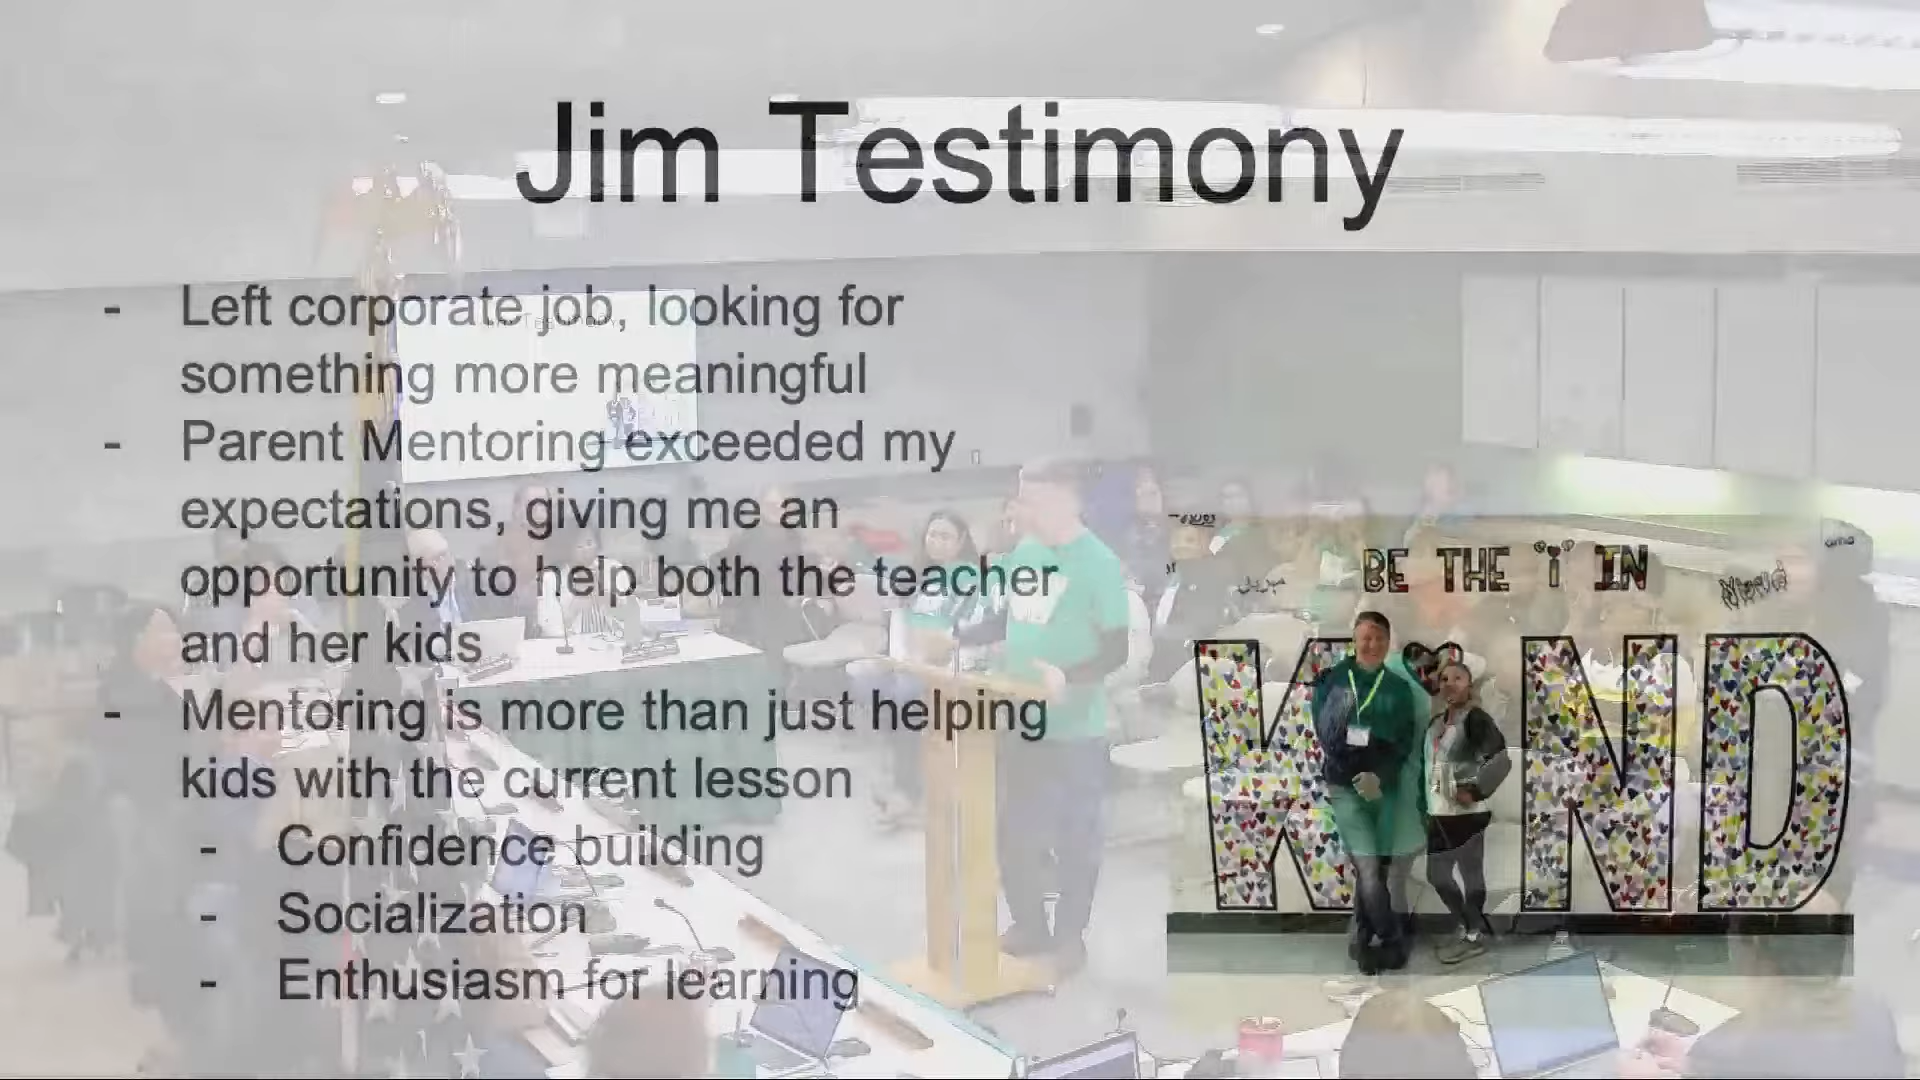 Jim Testimony
- Left corporate job, looking for
something more meaningful
- Parent Mentoring exceeded my
expectations, giving me an
opportunity to help both the teacher
and her kids
- Mentoring is more than just helping
kids with the current lesson
- Confidence building
- Socialization
- Enthusiasm for learning
BE THE "i" IN
KIND
Jim Testimony